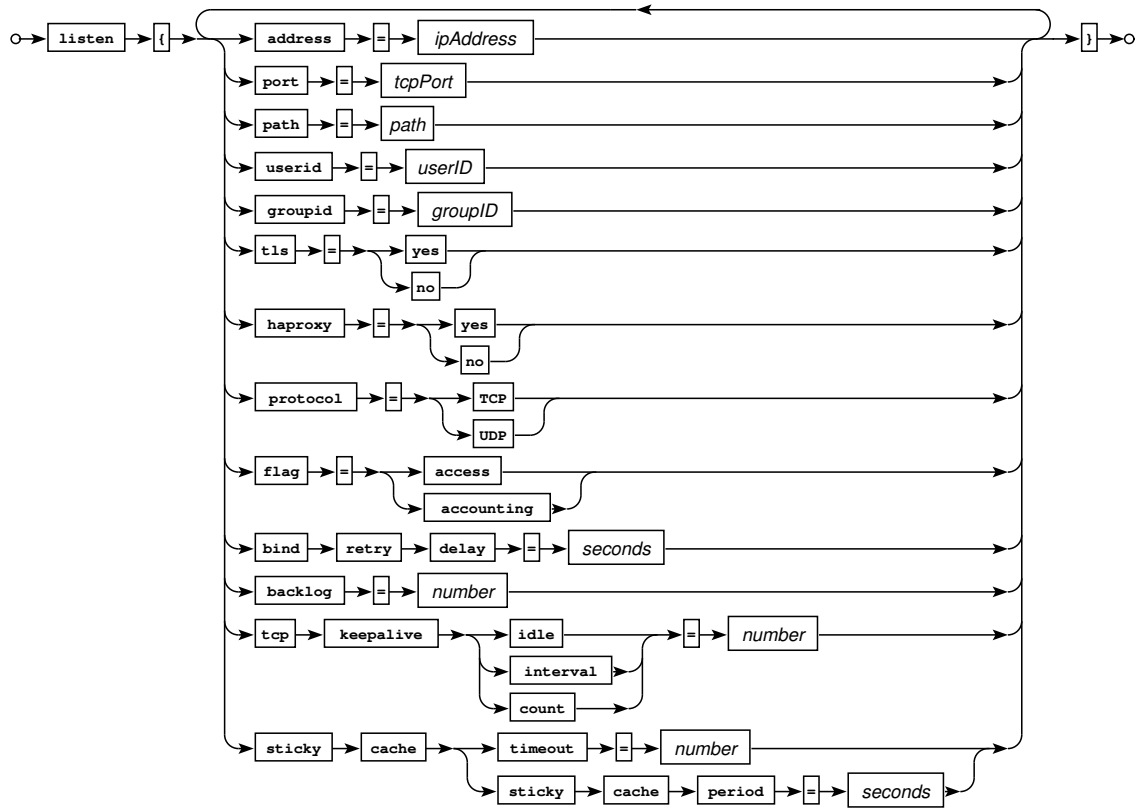 listen { address = ipAddress }
port = tcpPort
path = path
userid = userID
groupid = groupID
tls = yes
no
haproxy = yes
no
protocol = TCP
UDP
flag = access
accounting
bind retry delay = seconds
backlog = number
tcp keepalive idle = number
interval
count
sticky cache timeout = number
sticky cache period = seconds